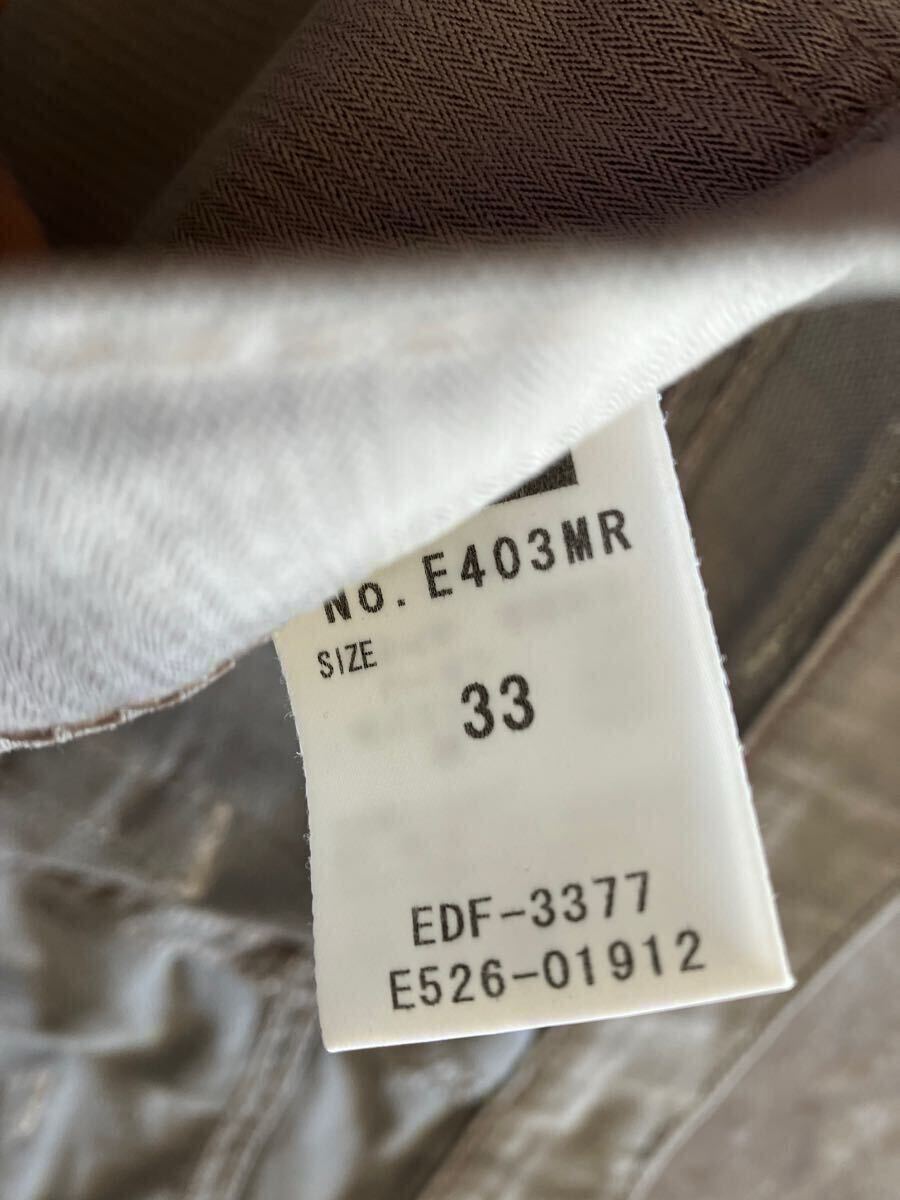 No. E403MR
SIZE
33
EDF-3377
E526-01912